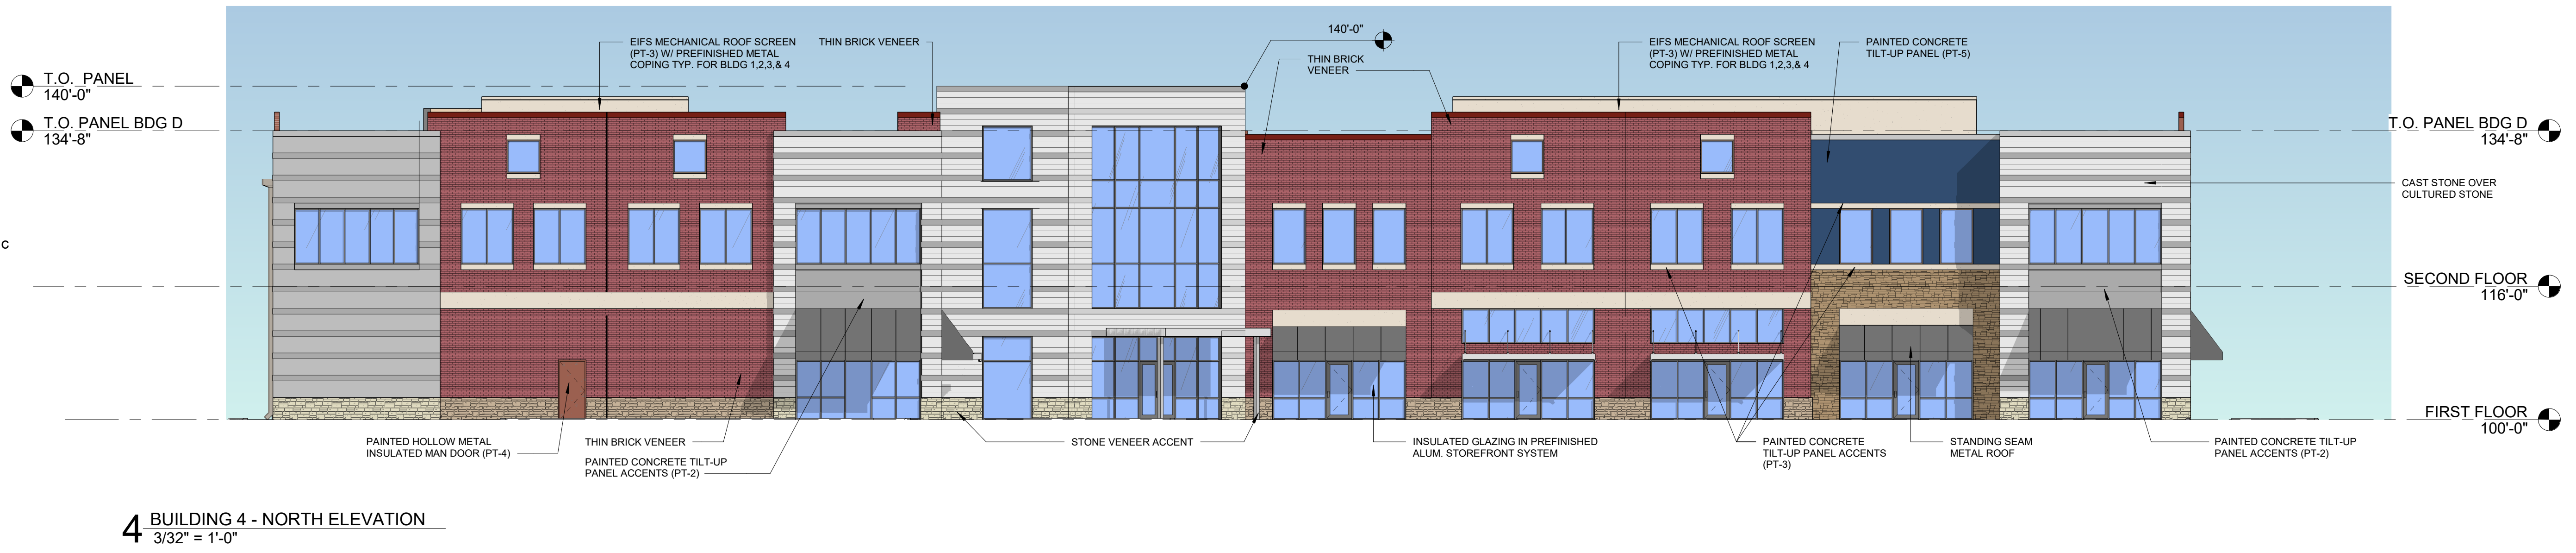 140'-0"
EIFS MECHANICAL ROOF SCREEN
(PT-3) W/ PREFINISHED METAL
COPING TYP. FOR BLDG 1,2,3,& 4
THIN BRICK VENEER
THIN BRICK
VENEER
EIFS MECHANICAL ROOF SCREEN
(PT-3) W/ PREFINISHED METAL
COPING TYP. FOR BLDG 1,2,3,& 4
PAINTED CONCRETE
TILT-UP PANEL (PT-5)
T.O. PANEL
140'-0"
T.O. PANEL BDG D
134'-8"
T.O. PANEL BDG D
134'-8"
CAST STONE OVER
CULTURED STONE
c
SECOND FLOOR
116'-0"
FIRST FLOOR
100'-0"
PAINTED HOLLOW METAL
INSULATED MAN DOOR (PT-4)
THIN BRICK VENEER
PAINTED CONCRETE TILT-UP
PANEL ACCENTS (PT-2)
STONE VENEER ACCENT
INSULATED GLAZING IN PREFINISHED
ALUM. STOREFRONT SYSTEM
PAINTED CONCRETE
TILT-UP PANEL ACCENTS
(PT-3)
STANDING SEAM
METAL ROOF
PAINTED CONCRETE TILT-UP
PANEL ACCENTS (PT-2)
4 BUILDING 4 - NORTH ELEVATION
3/32" = 1'-0"